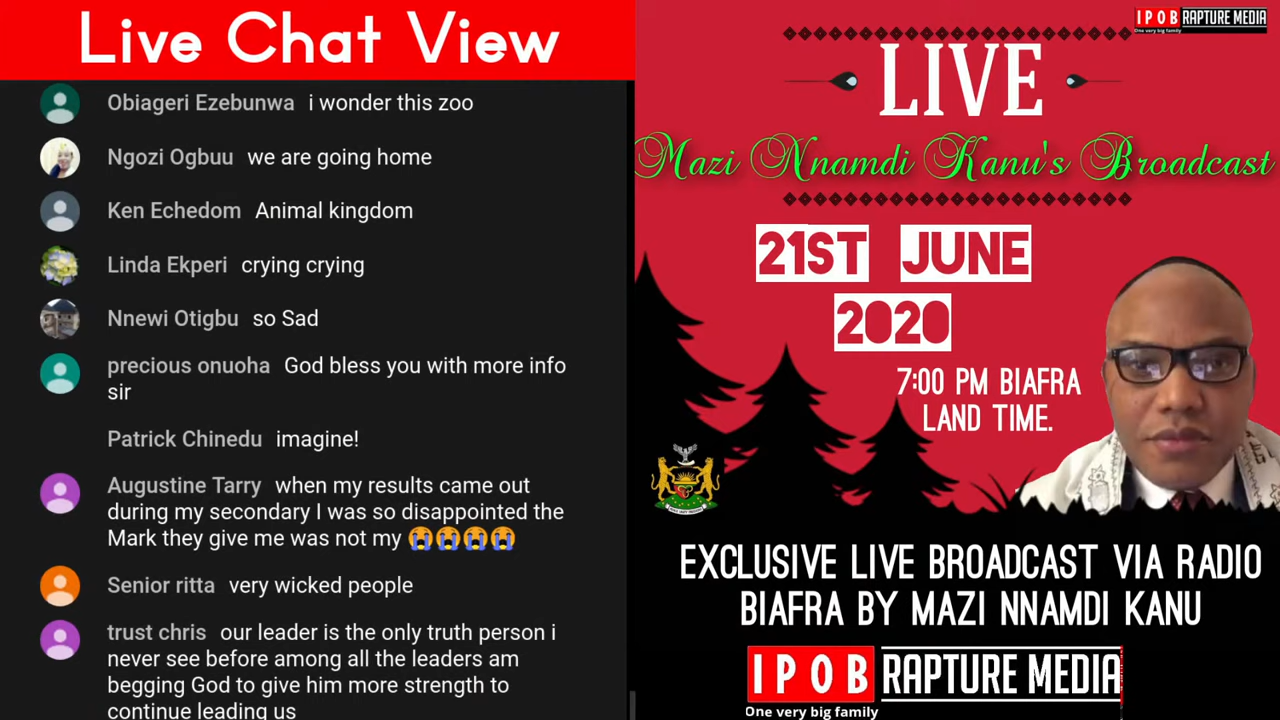 Live Chat View
Obiageri Ezebunwa i wonder this zoo
Ngozi Ogbuu we are going home
Ken Echedom Animal kingdom
Linda Ekperi crying crying
Nnewi Otigbu so Sad
precious onuoha God bless you with more info
sir
Patrick Chinedu imagine!
Augustine Tarry when my results came out
during my secondary I was so disappointed the
Mark they give me was not my 😭😭😭😭
Senior ritta very wicked people
trust chris our leader is the only truth person i
never see before among all the leaders am
begging God to give him more strength to
continue leading us
IPOB RAPTURE MEDIA
One very big family
LIVE
Mazi Nnamdi Kanu's Broadcast
21ST JUNE
2020
7:00 PM BIAFRA
LAND TIME.
EXCLUSIVE LIVE BROADCAST VIA RADIO
BIAFRA BY MAZI NNAMDI KANU
IPOB RAPTURE MEDIA
One very big family